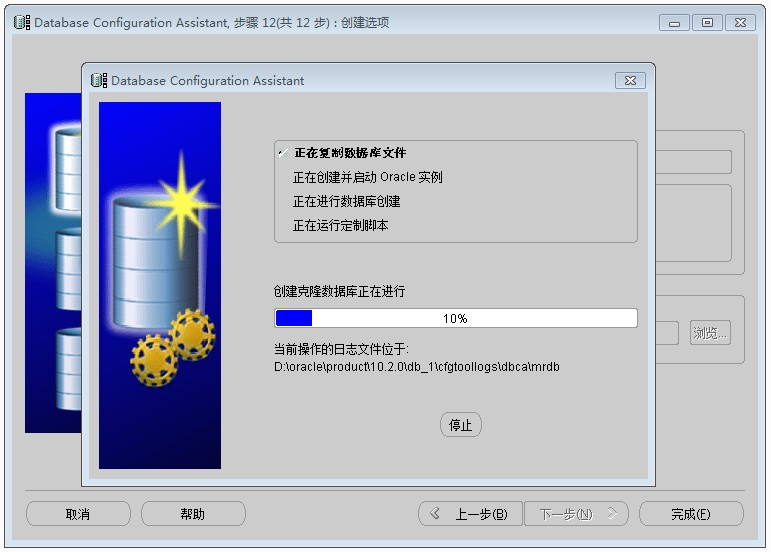 Database Configuration Assistant, 步骤 12(共 12 步) : 创建选项
Database Configuration Assistant
正在复制数据库文件
正在创建并启动 Oracle 实例
正在进行数据库创建
正在运行定制脚本
创建克隆数据库正在进行
10%
当前操作的日志文件位于:
D:\oracle\product\10.2.0\db_1\cfgtoollogs\dbca\mrdb
停止
浏览...
取消
帮助
上一步(B)
下一步(N)
完成(F)